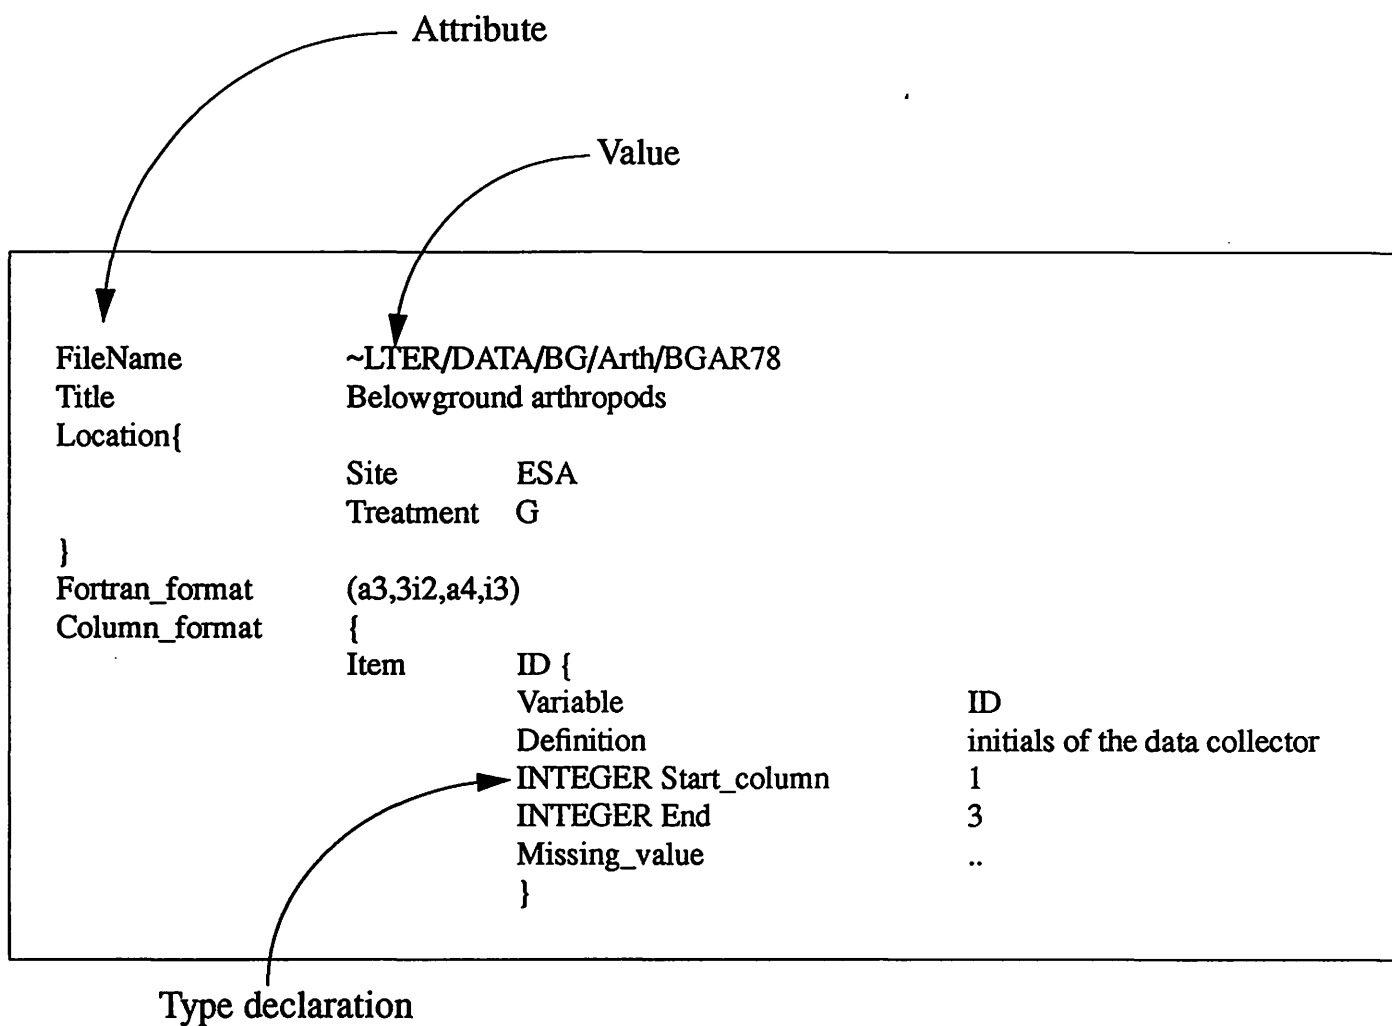 Attribute
Value
FileName ~LTER/DATA/BG/Arth/BGAR78
Title Belowground arthropods
Location{
Site ESA
Treatment G
}
Fortran_format (a3,3i2,a4,i3)
Column_format {
Item ID {
Variable ID
Definition initials of the data collector
INTEGER Start_column 1
INTEGER End 3
Missing_value ..
}
Type declaration